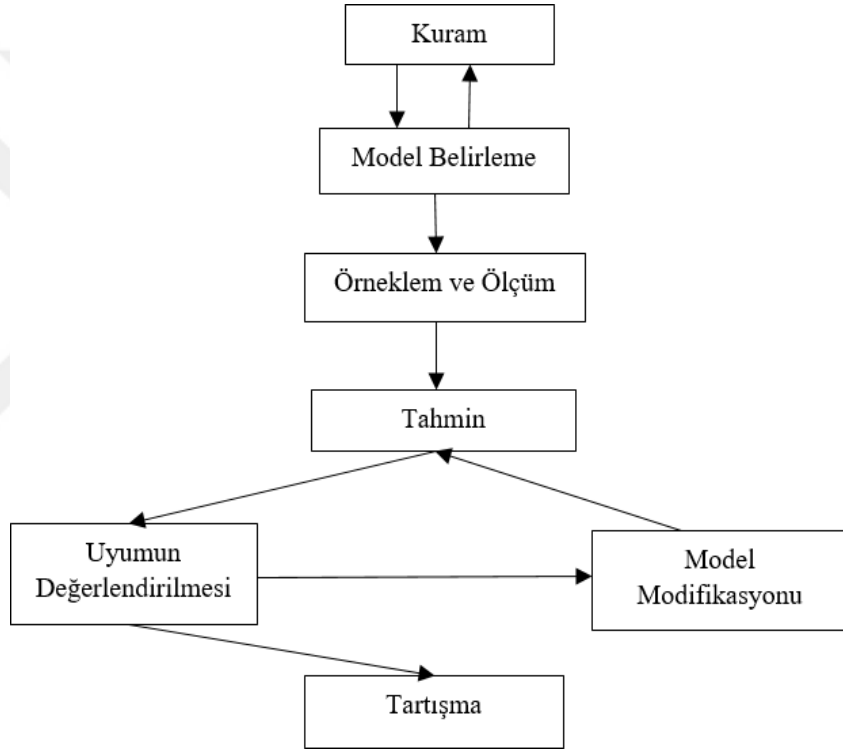 Kuram
Model Belirleme
Örneklem ve Ölçüm
Tahmin
Uyumun
Değerlendirilmesi
Model
Modifikasyonu
Tartışma